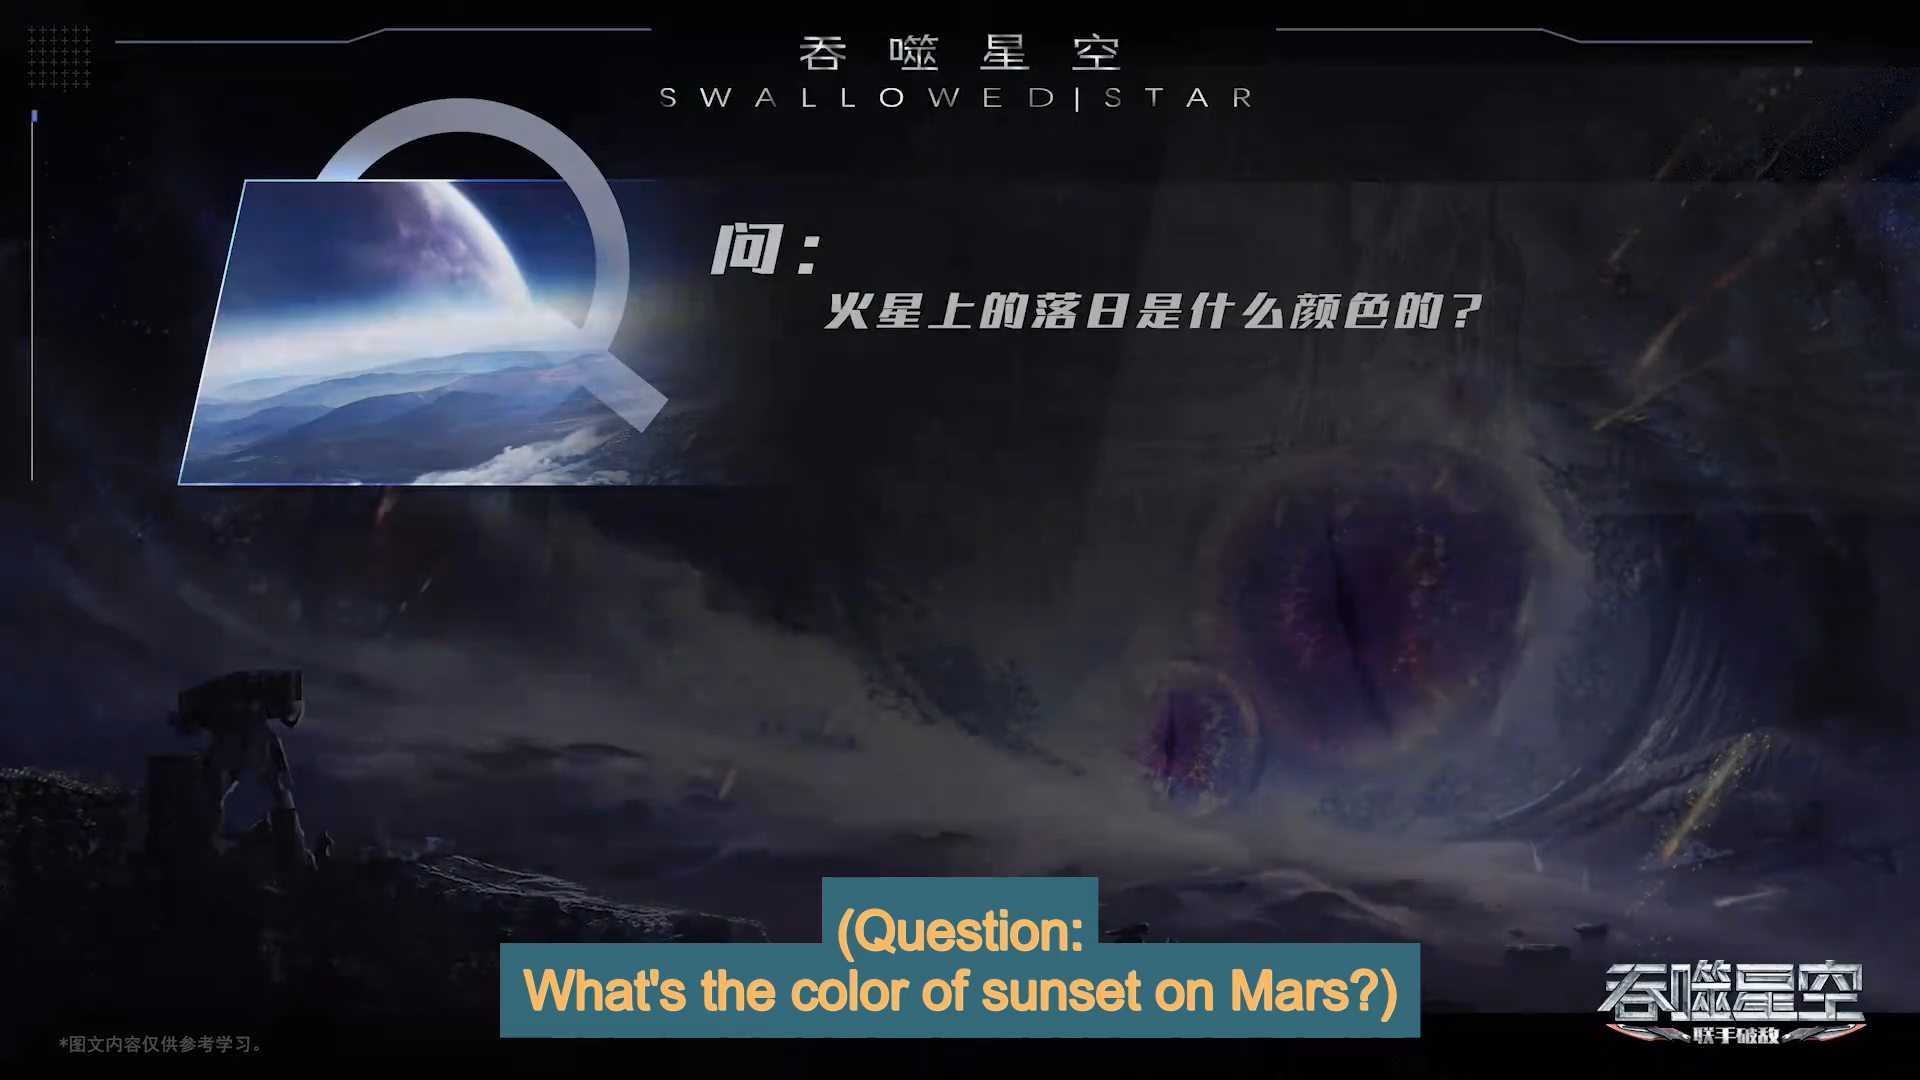 吞噬星空
SWALLOWED|STAR
问：
火星上的落日是什么颜色的？
(Question:
What's the color of sunset on Mars?)
*图文内容仅供参考学习。
吞噬星空
联手破敌